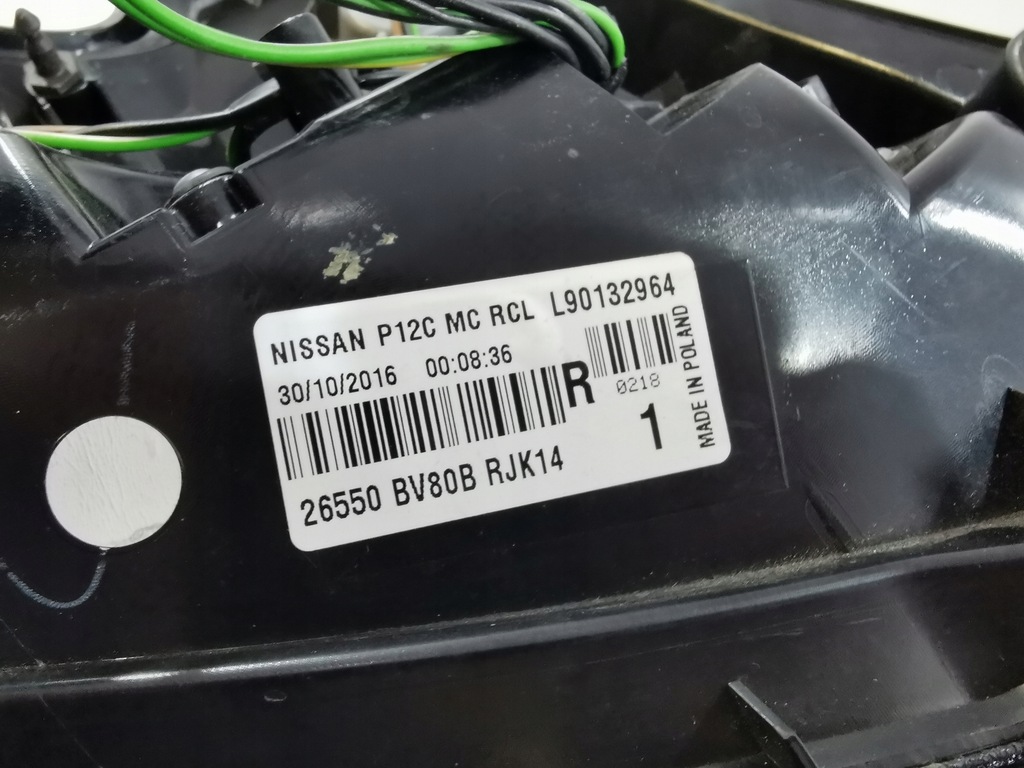 NISSAN P12C MC RCL L90132964
30/10/2016 00:08:36
R
0218
1
MADE IN POLAND
26550 BV80B RJK14